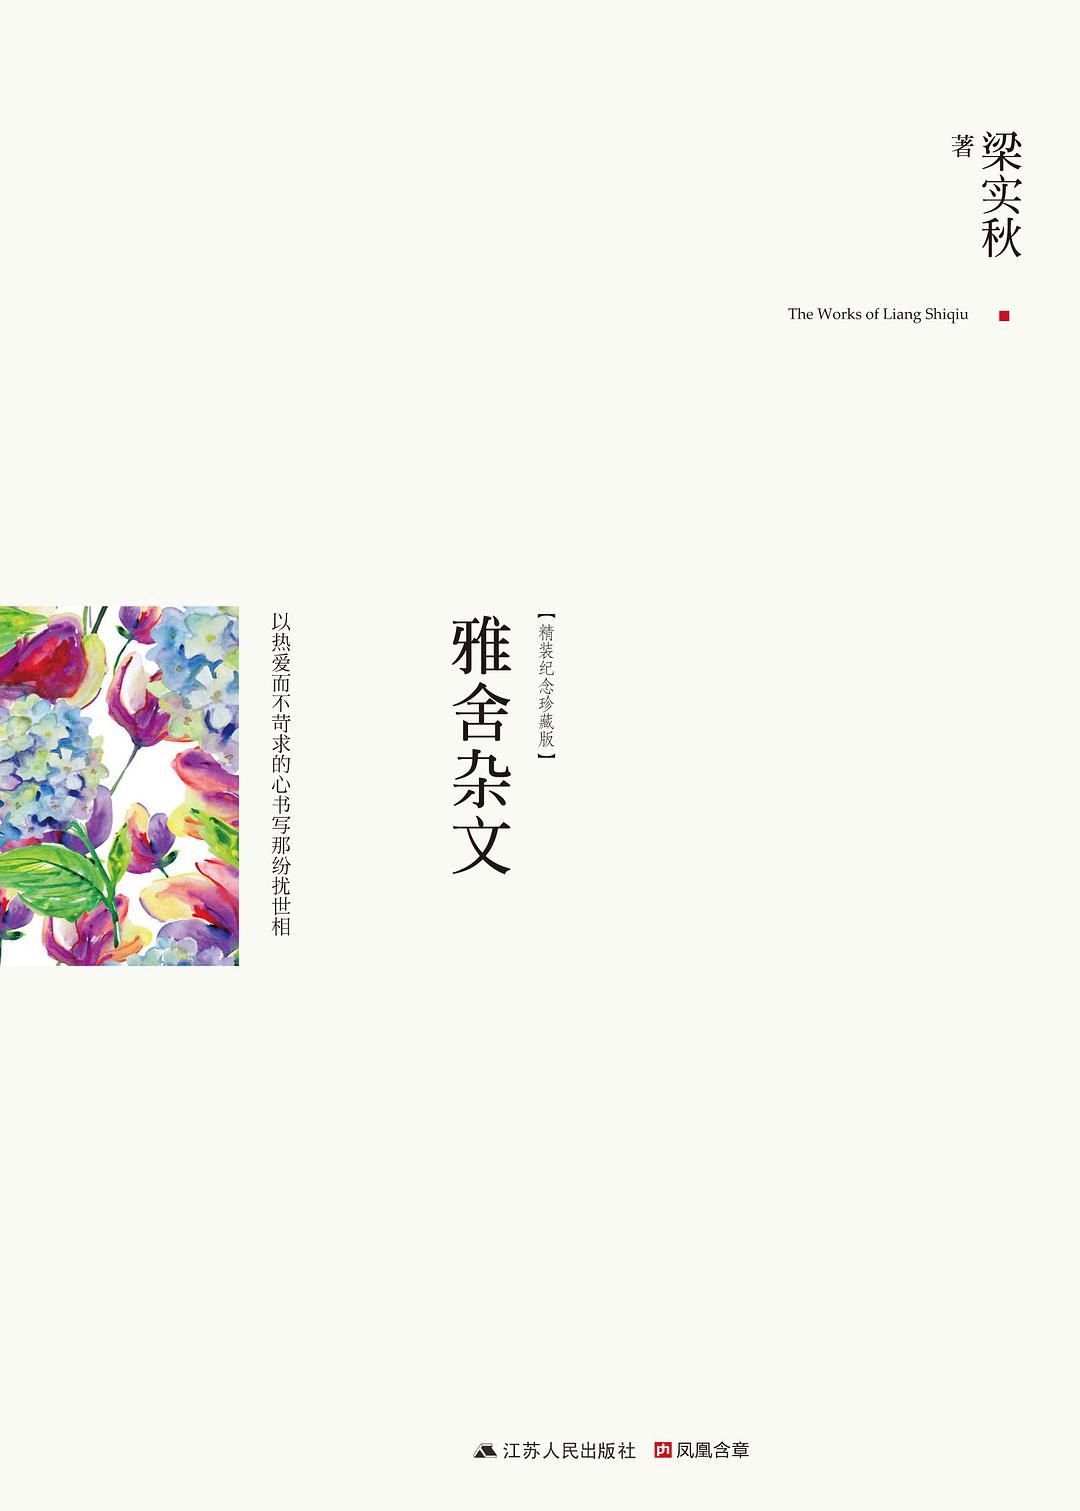 梁实秋
著
The Works of Liang Shiqiu
【精装纪念珍藏版】
雅舍杂文
以热爱而不苛求的心书写那纷扰世相
江苏人民出版社
凤凰含章